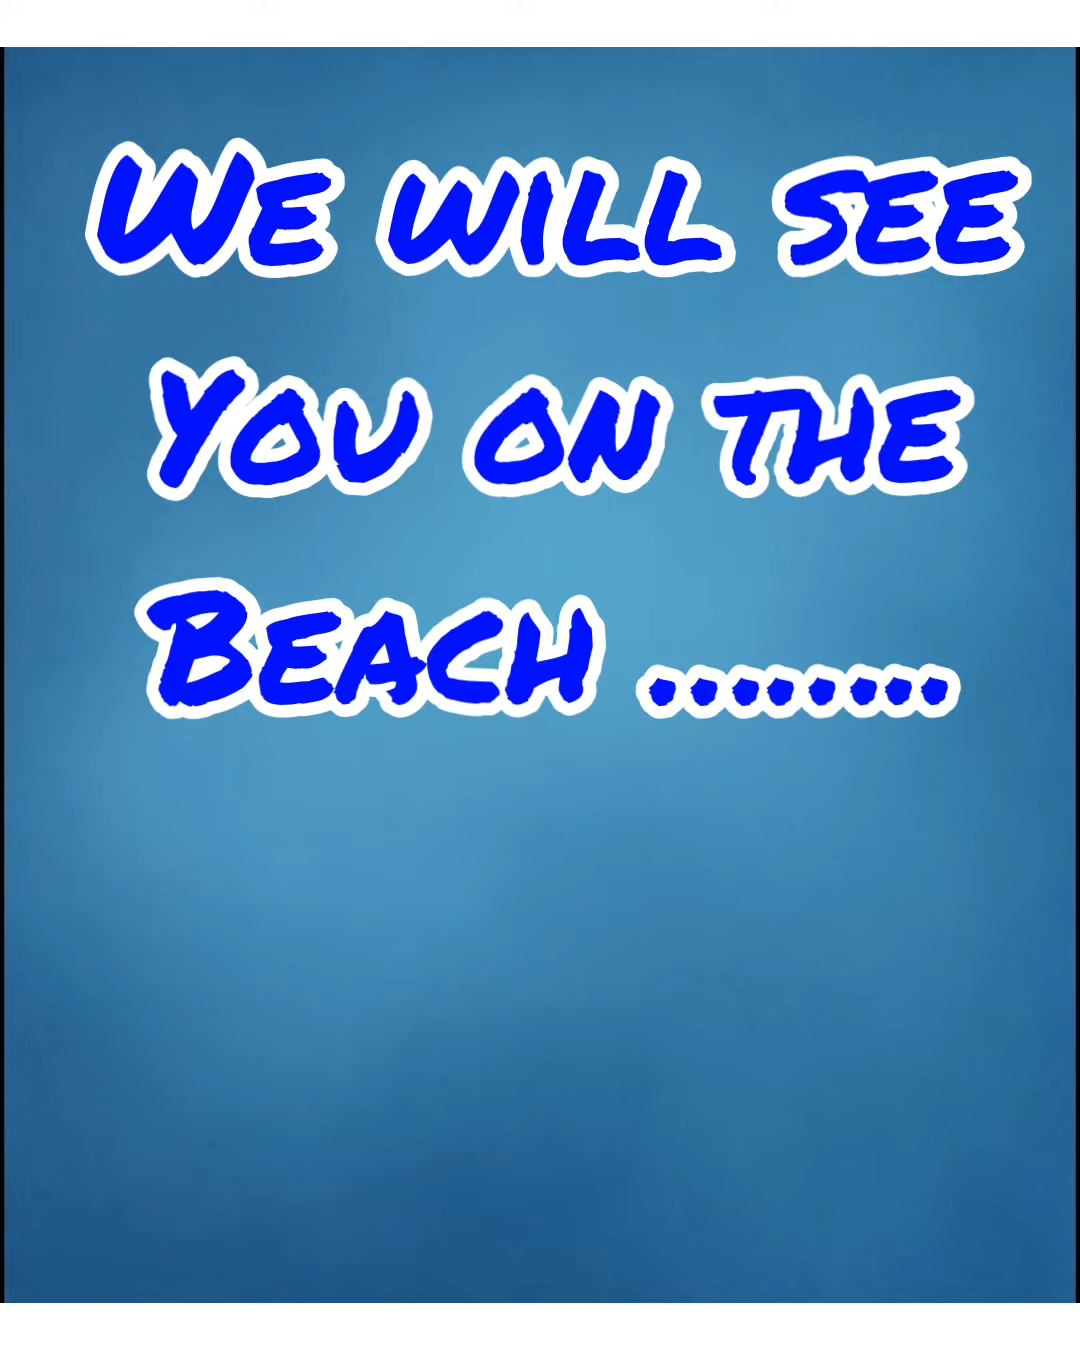 We will see
You on the
Beach ........